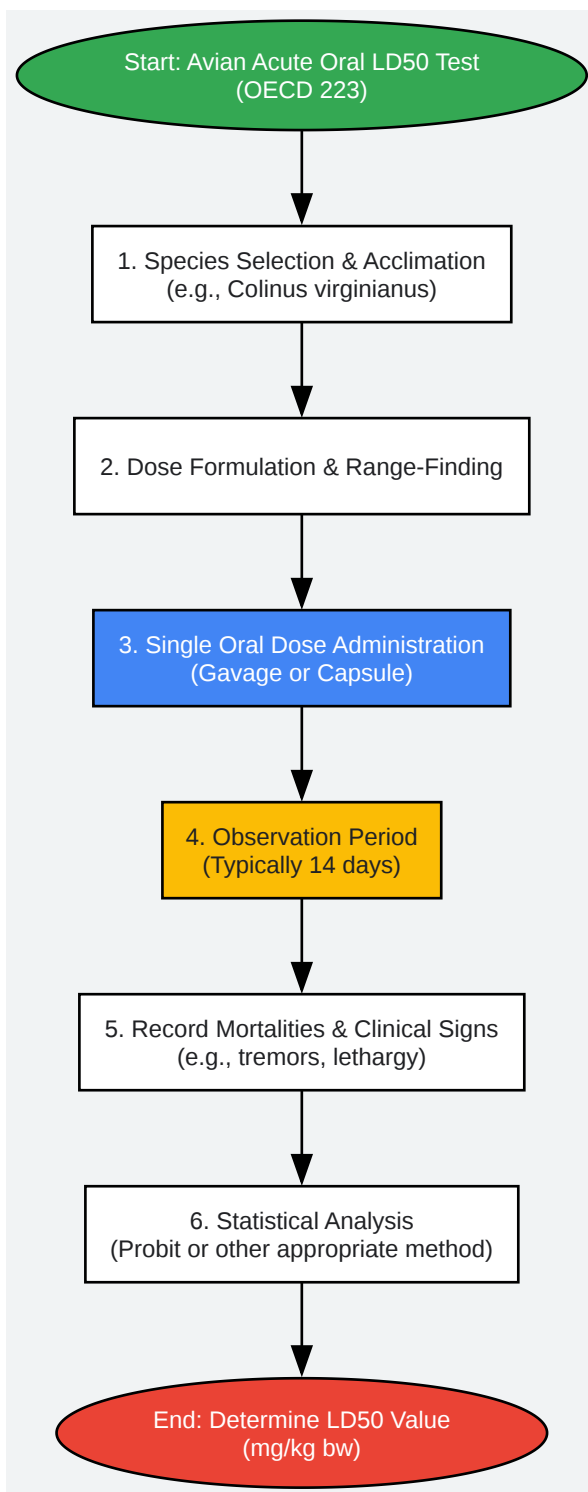 Start: Avian Acute Oral LD50 Test
(OECD 223)
1. Species Selection & Acclimation
(e.g., Colinus virginianus)
2. Dose Formulation & Range-Finding
3. Single Oral Dose Administration
(Gavage or Capsule)
4. Observation Period
(Typically 14 days)
5. Record Mortalities & Clinical Signs
(e.g., tremors, lethargy)
6. Statistical Analysis
(Probit or other appropriate method)
End: Determine LD50 Value
(mg/kg bw)